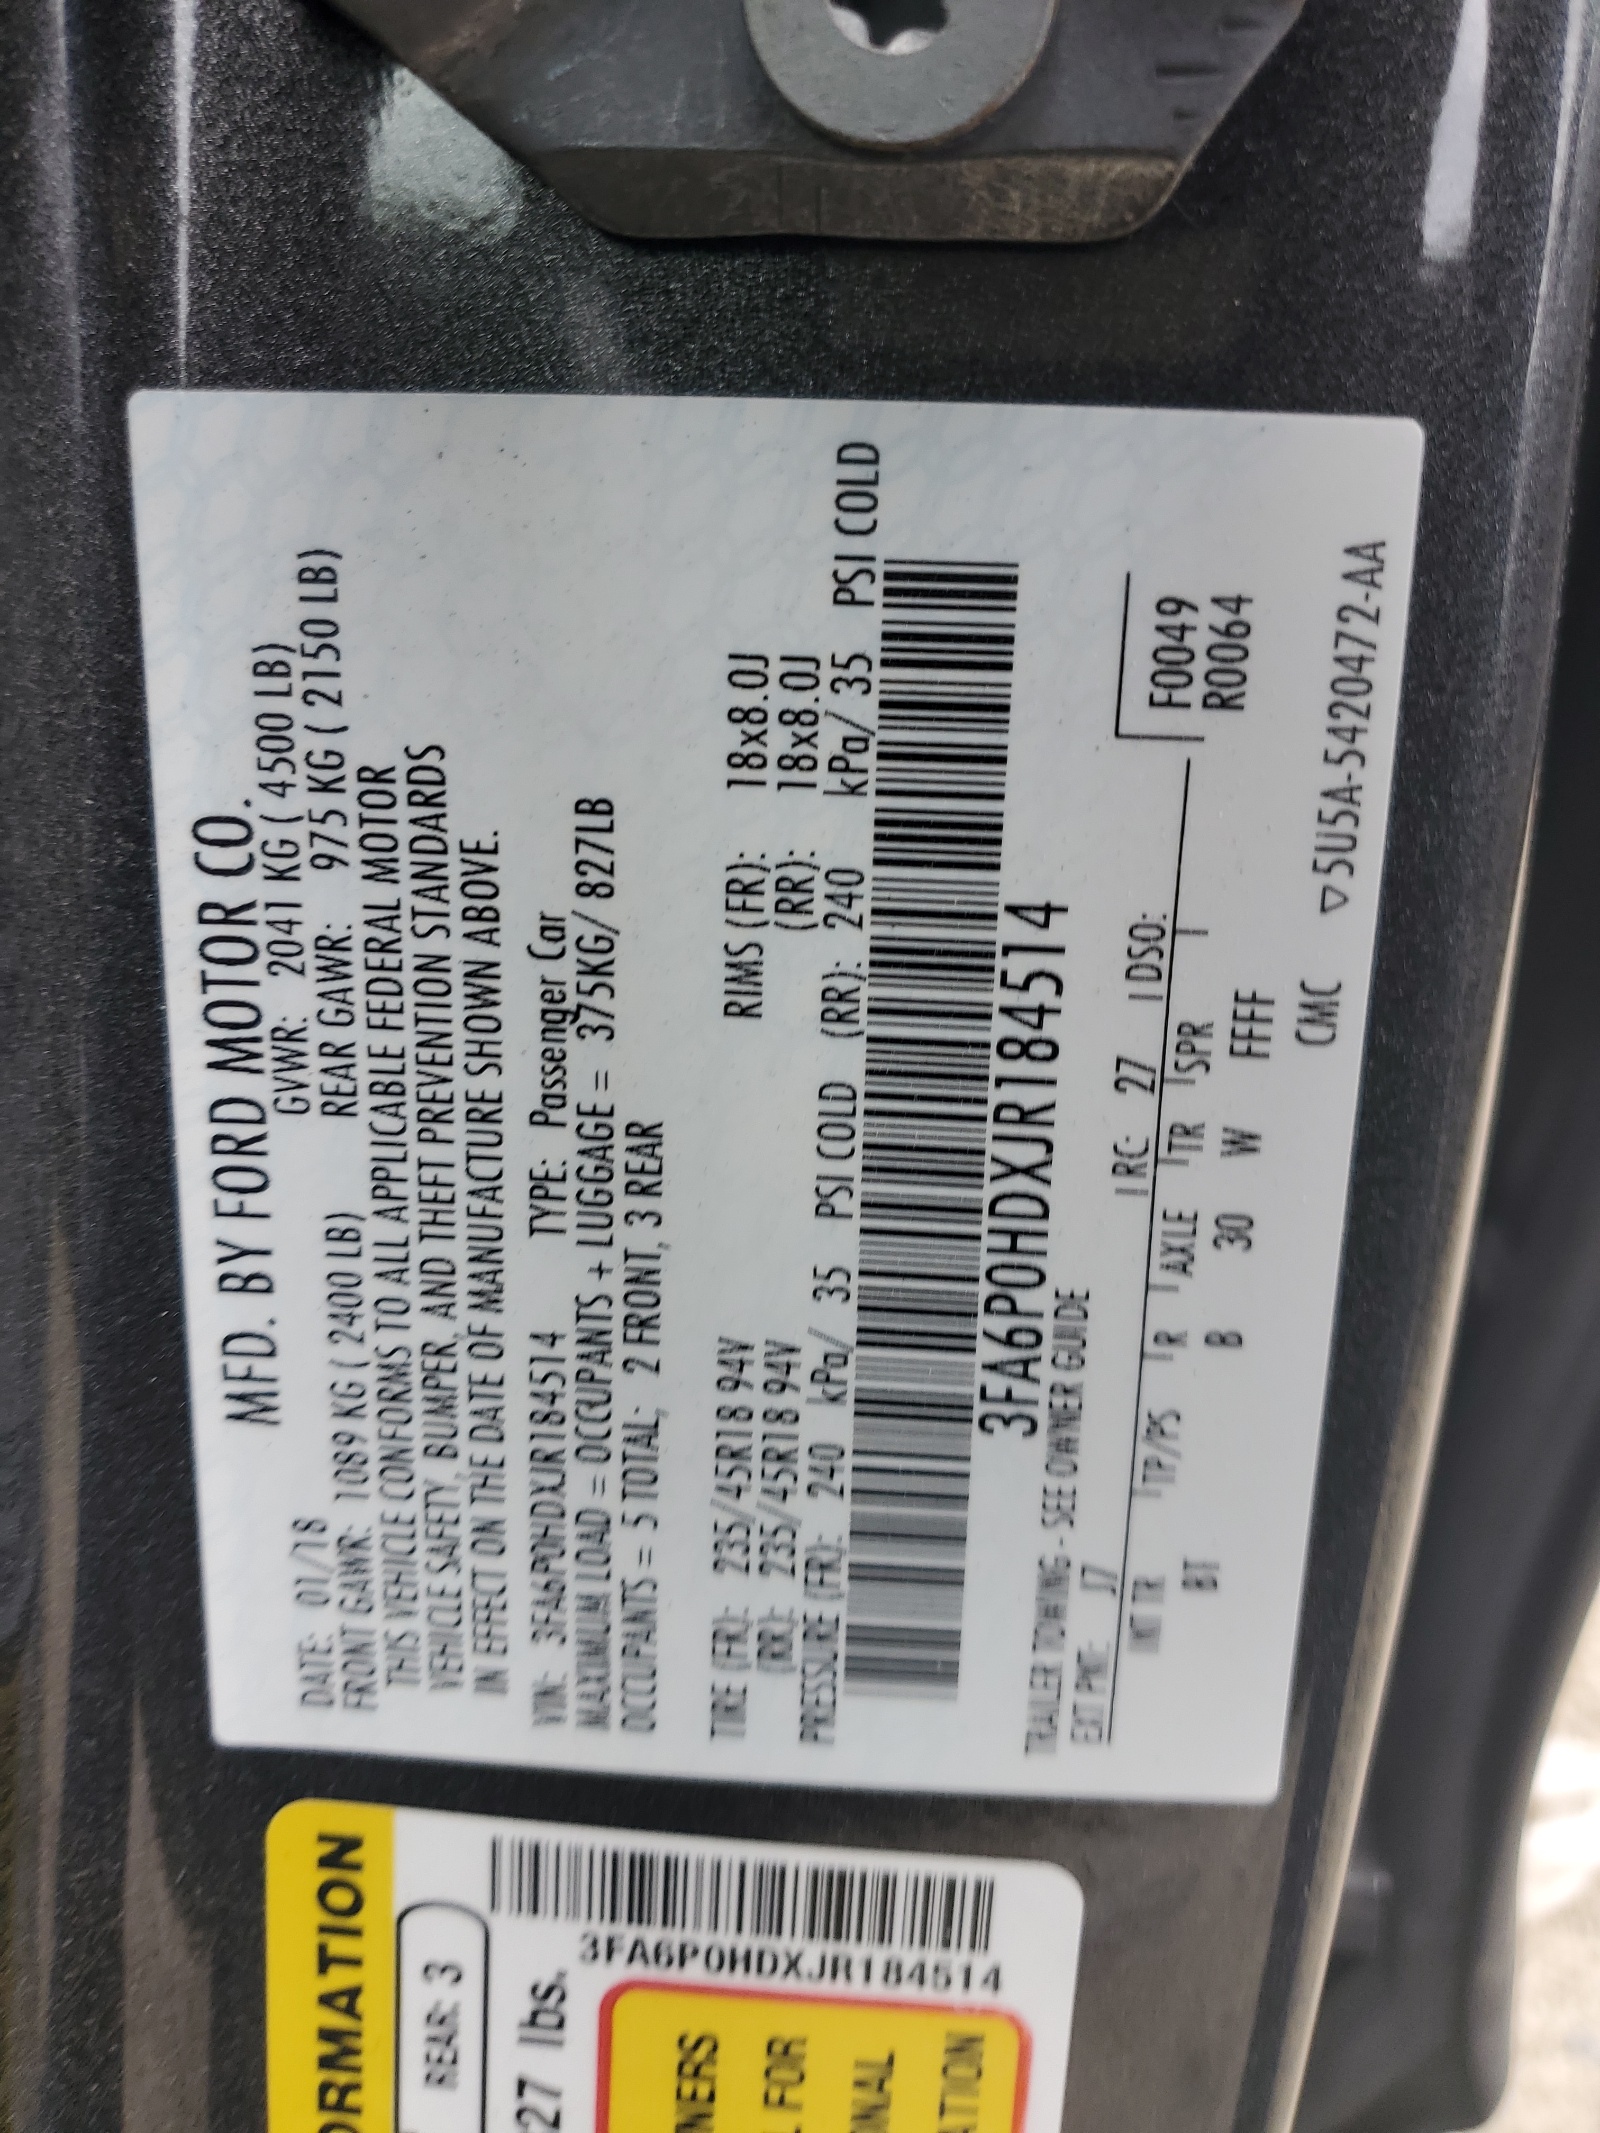 MFD. BY FORD MOTOR CO.
DATE: 01/18 GVWR: 2041 KG ( 4500 LB)
FRONT GAWR: 1089 KG ( 2400 LB) REAR GAWR: 975 KG ( 2150 LB)
THIS VEHICLE CONFORMS TO ALL APPLICABLE FEDERAL MOTOR
VEHICLE SAFETY, BUMPER, AND THEFT PREVENTION STANDARDS
IN EFFECT ON THE DATE OF MANUFACTURE SHOWN ABOVE.
VIN: 3FA6P0HDXJR184514 TYPE: Passenger Car
MAXIMUM LOAD = OCCUPANTS + LUGGAGE = 375KG/ 827LB
OCCUPANTS = 5 TOTAL; 2 FRONT, 3 REAR
TIRE (FR): 235/45R18 94V RIMS (FR): 18x8.0J
(RR): 235/45R18 94V (RR): 18x8.0J
PRESSURE (FR): 240 kPa/ 35 PSI COLD (RR): 240 kPa/ 35 PSI COLD
3FA6P0HDXJR184514
TRAILER TOWING - SEE OWNER GUIDE
EXT PNT: J7 RC: 27 DSO:
INT TR TP/PS R AXLE TR SPR
BT B 30 W FFFF
F0049
R0064
CMC ▽5U5A-5420472-AA
ORMATION
REAR: 3
27 lbs.
3FA6P0HDXJR184514
NERS
L FOR
ONAL
ATION